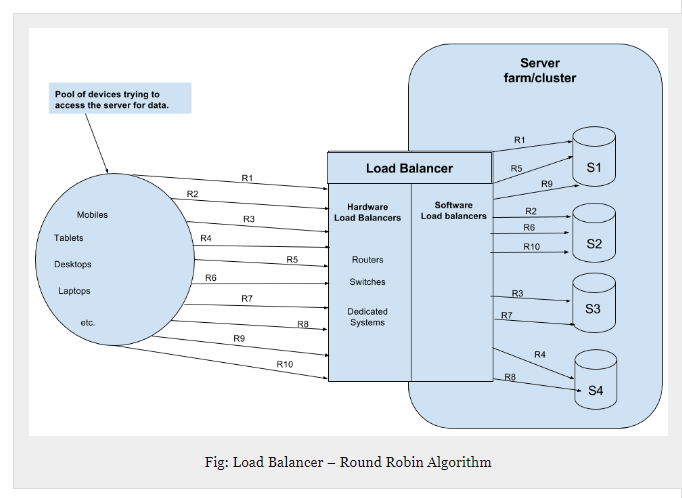 Pool of devices trying to
access the server for data.
Mobiles
Tablets
Desktops
Laptops
etc.
R1
R2
R3
R4
R5
R6
R7
R8
R9
R10
Load Balancer
Hardware
Load Balancers
Routers
Switches
Dedicated
Systems
Software
Load balancers
Server
farm/cluster
R1
R5
R9
S1
R2
R6
R10
S2
R3
R7
S3
R4
R8
S4
Fig: Load Balancer – Round Robin Algorithm